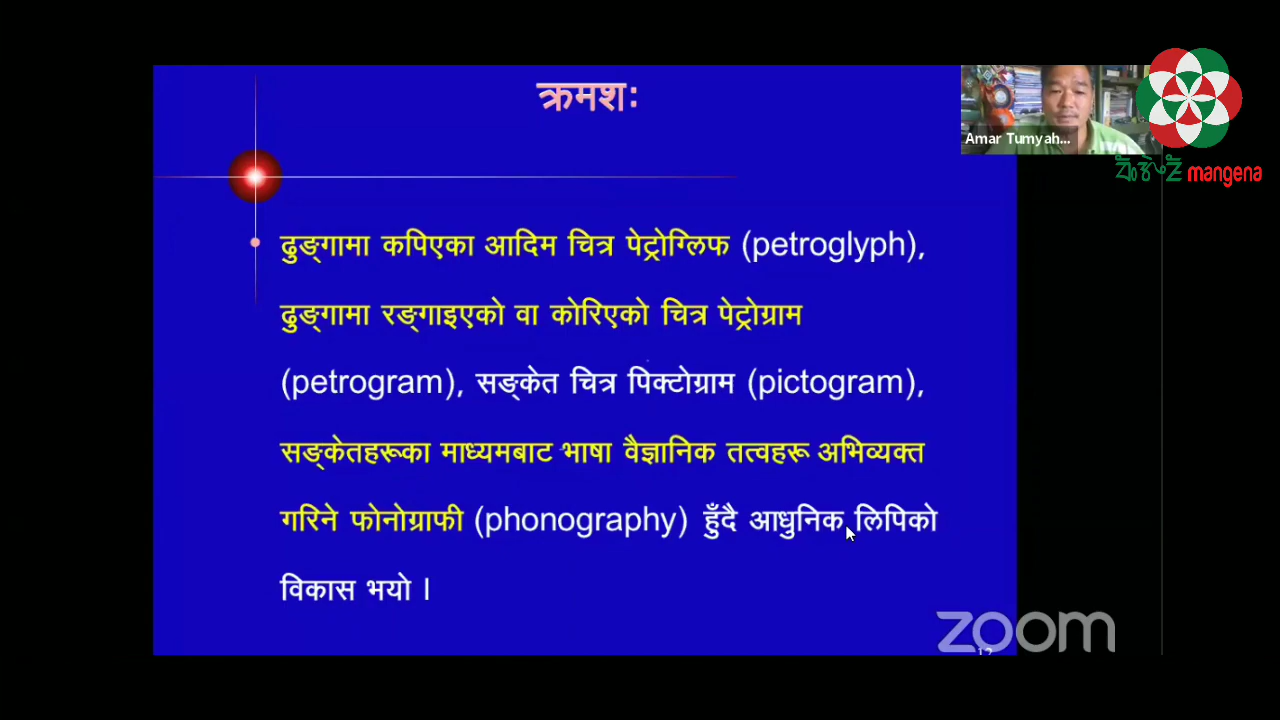 क्रमशः
Amar Tumyah...
mangena
ढुङ्गामा कपिएका आदिम चित्र पेट्रोग्लिफ (petroglyph),
ढुङ्गामा रङ्गाइएको वा कोरिएको चित्र पेट्रोग्राम
(petrogram), सङ्केत चित्र पिक्टोग्राम (pictogram),
सङ्केतहरूका माध्यमबाट भाषा वैज्ञानिक तत्वहरू अभिव्यक्त
गरिने फोनोग्राफी (phonography) हुँदै आधुनिक लिपिको
विकास भयो ।
zoom